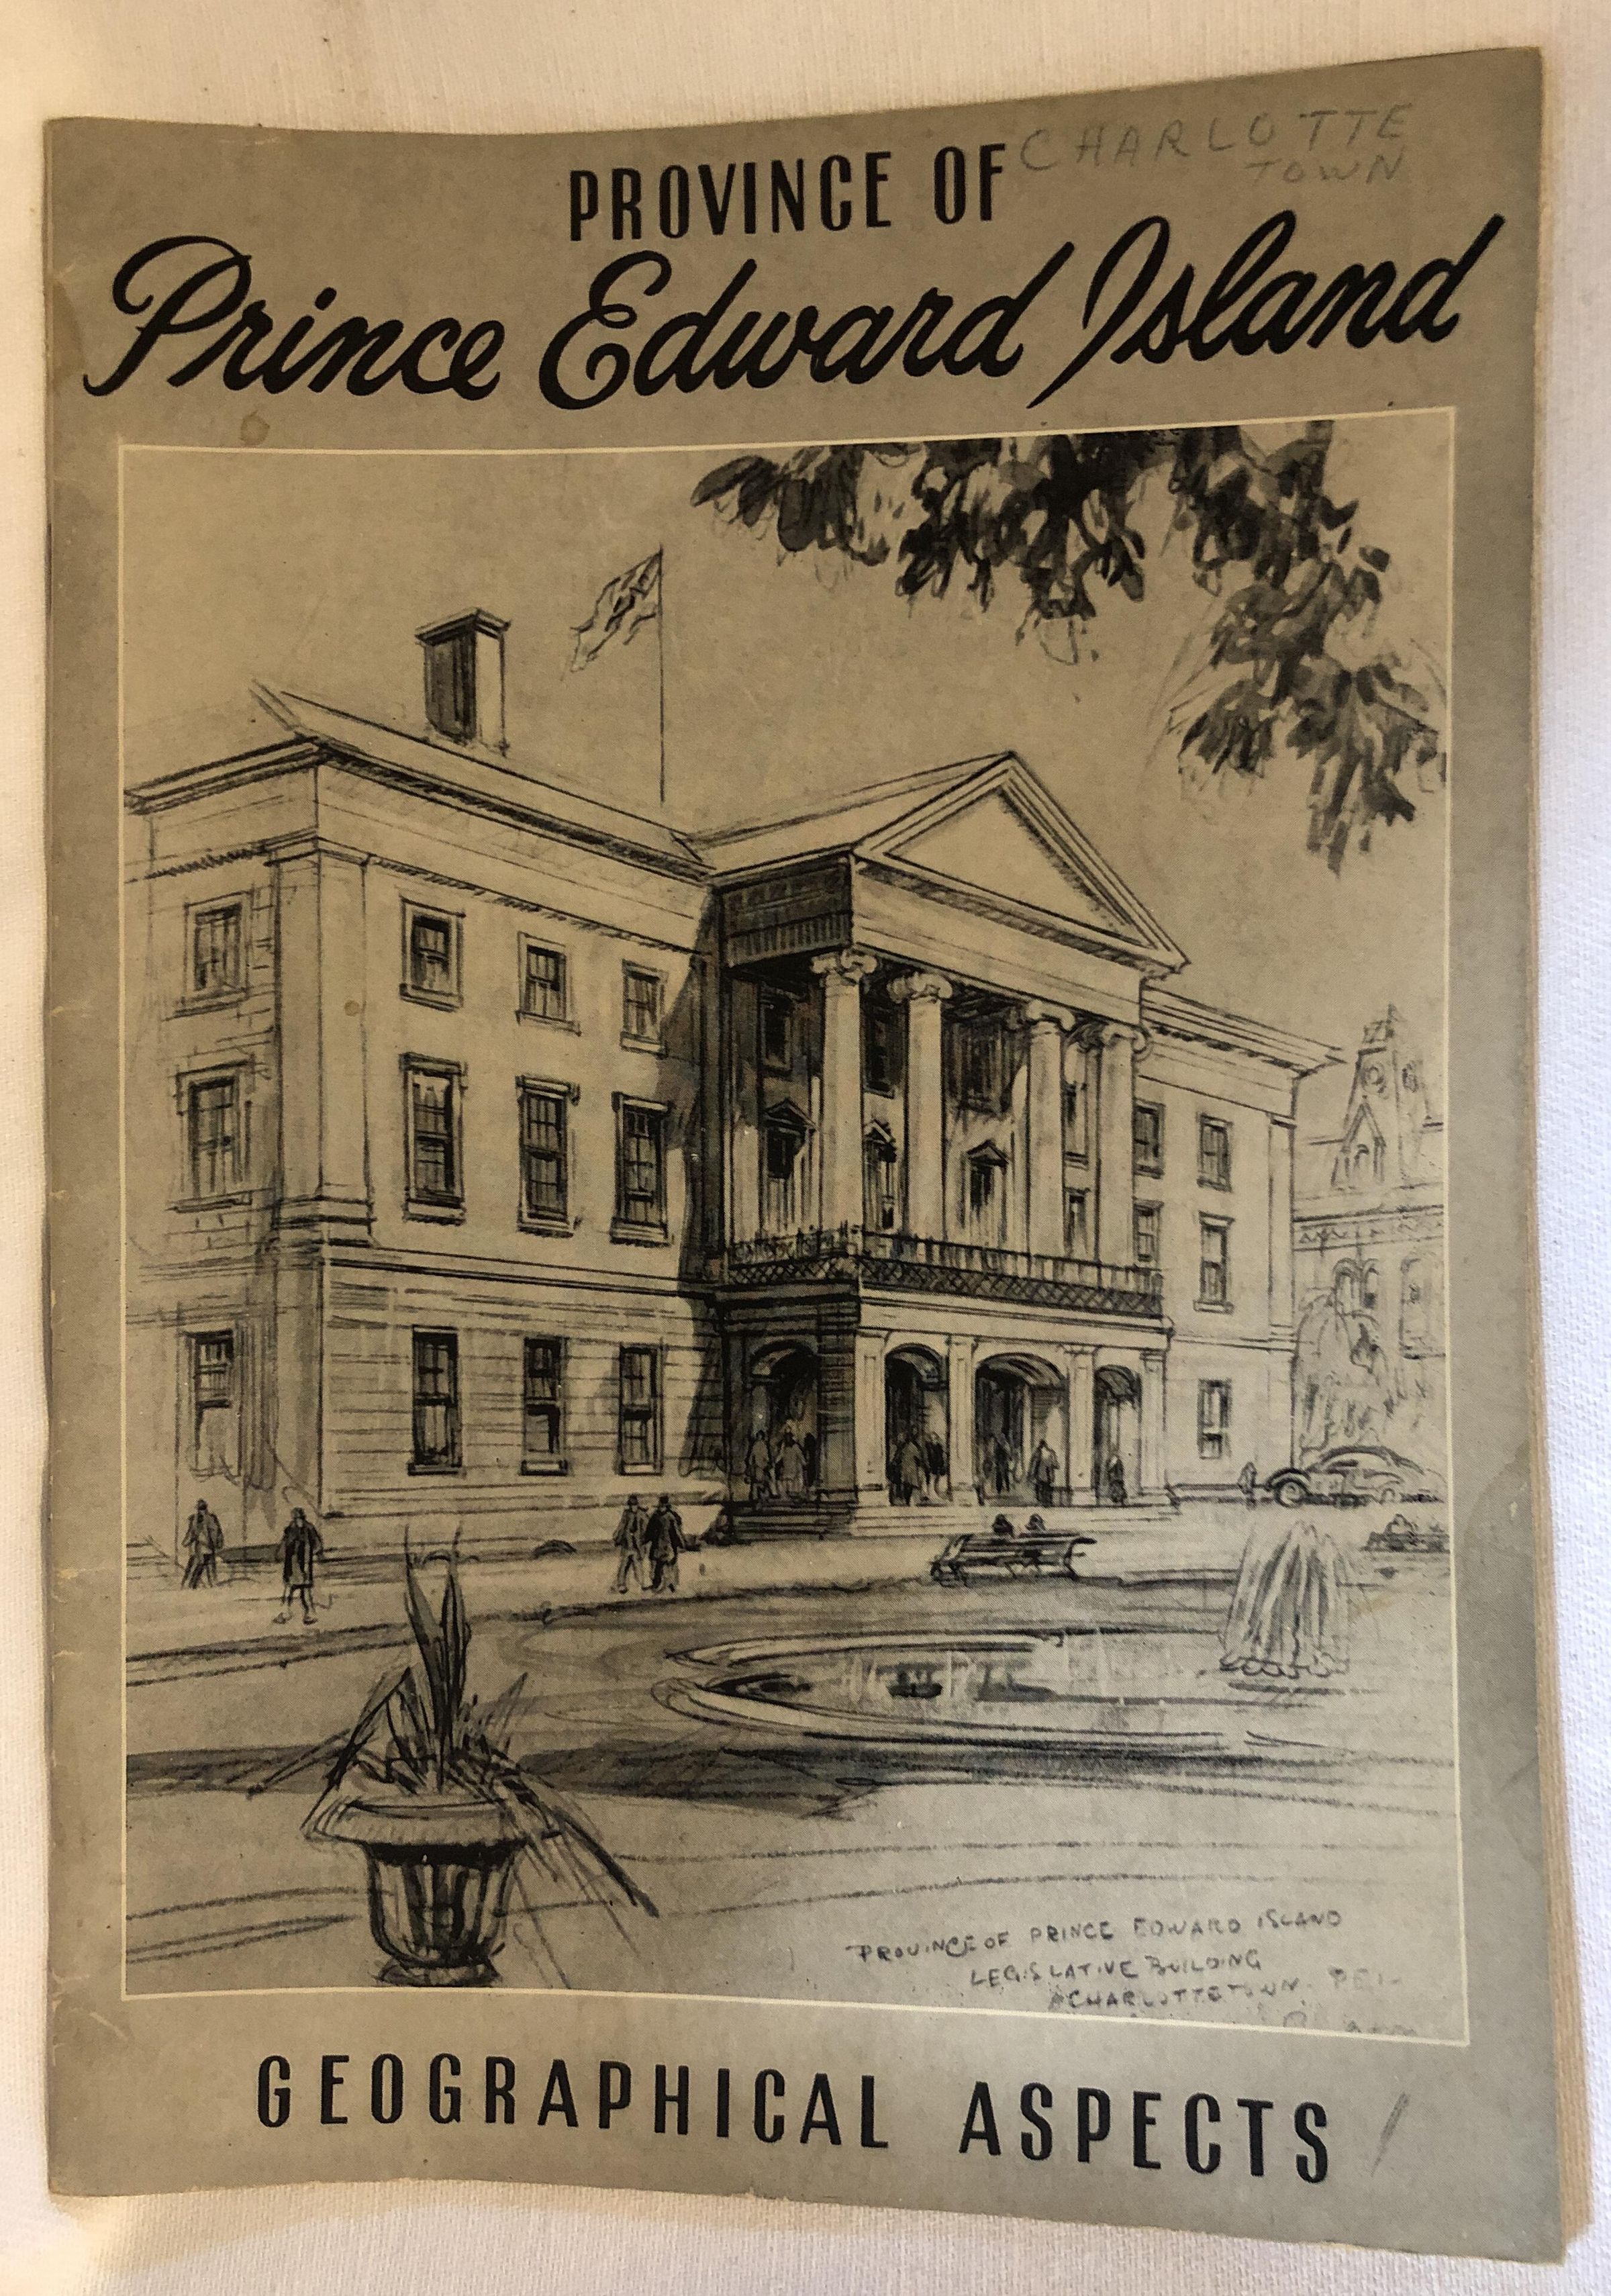 CHARLOTTE
TOWN
PROVINCE OF
Prince Edward Island
PROVINCE OF PRINCE EDWARD ISLAND
LEGISLATIVE BUILDING
CHARLOTTETOWN PEI-
GEOGRAPHICAL ASPECTS